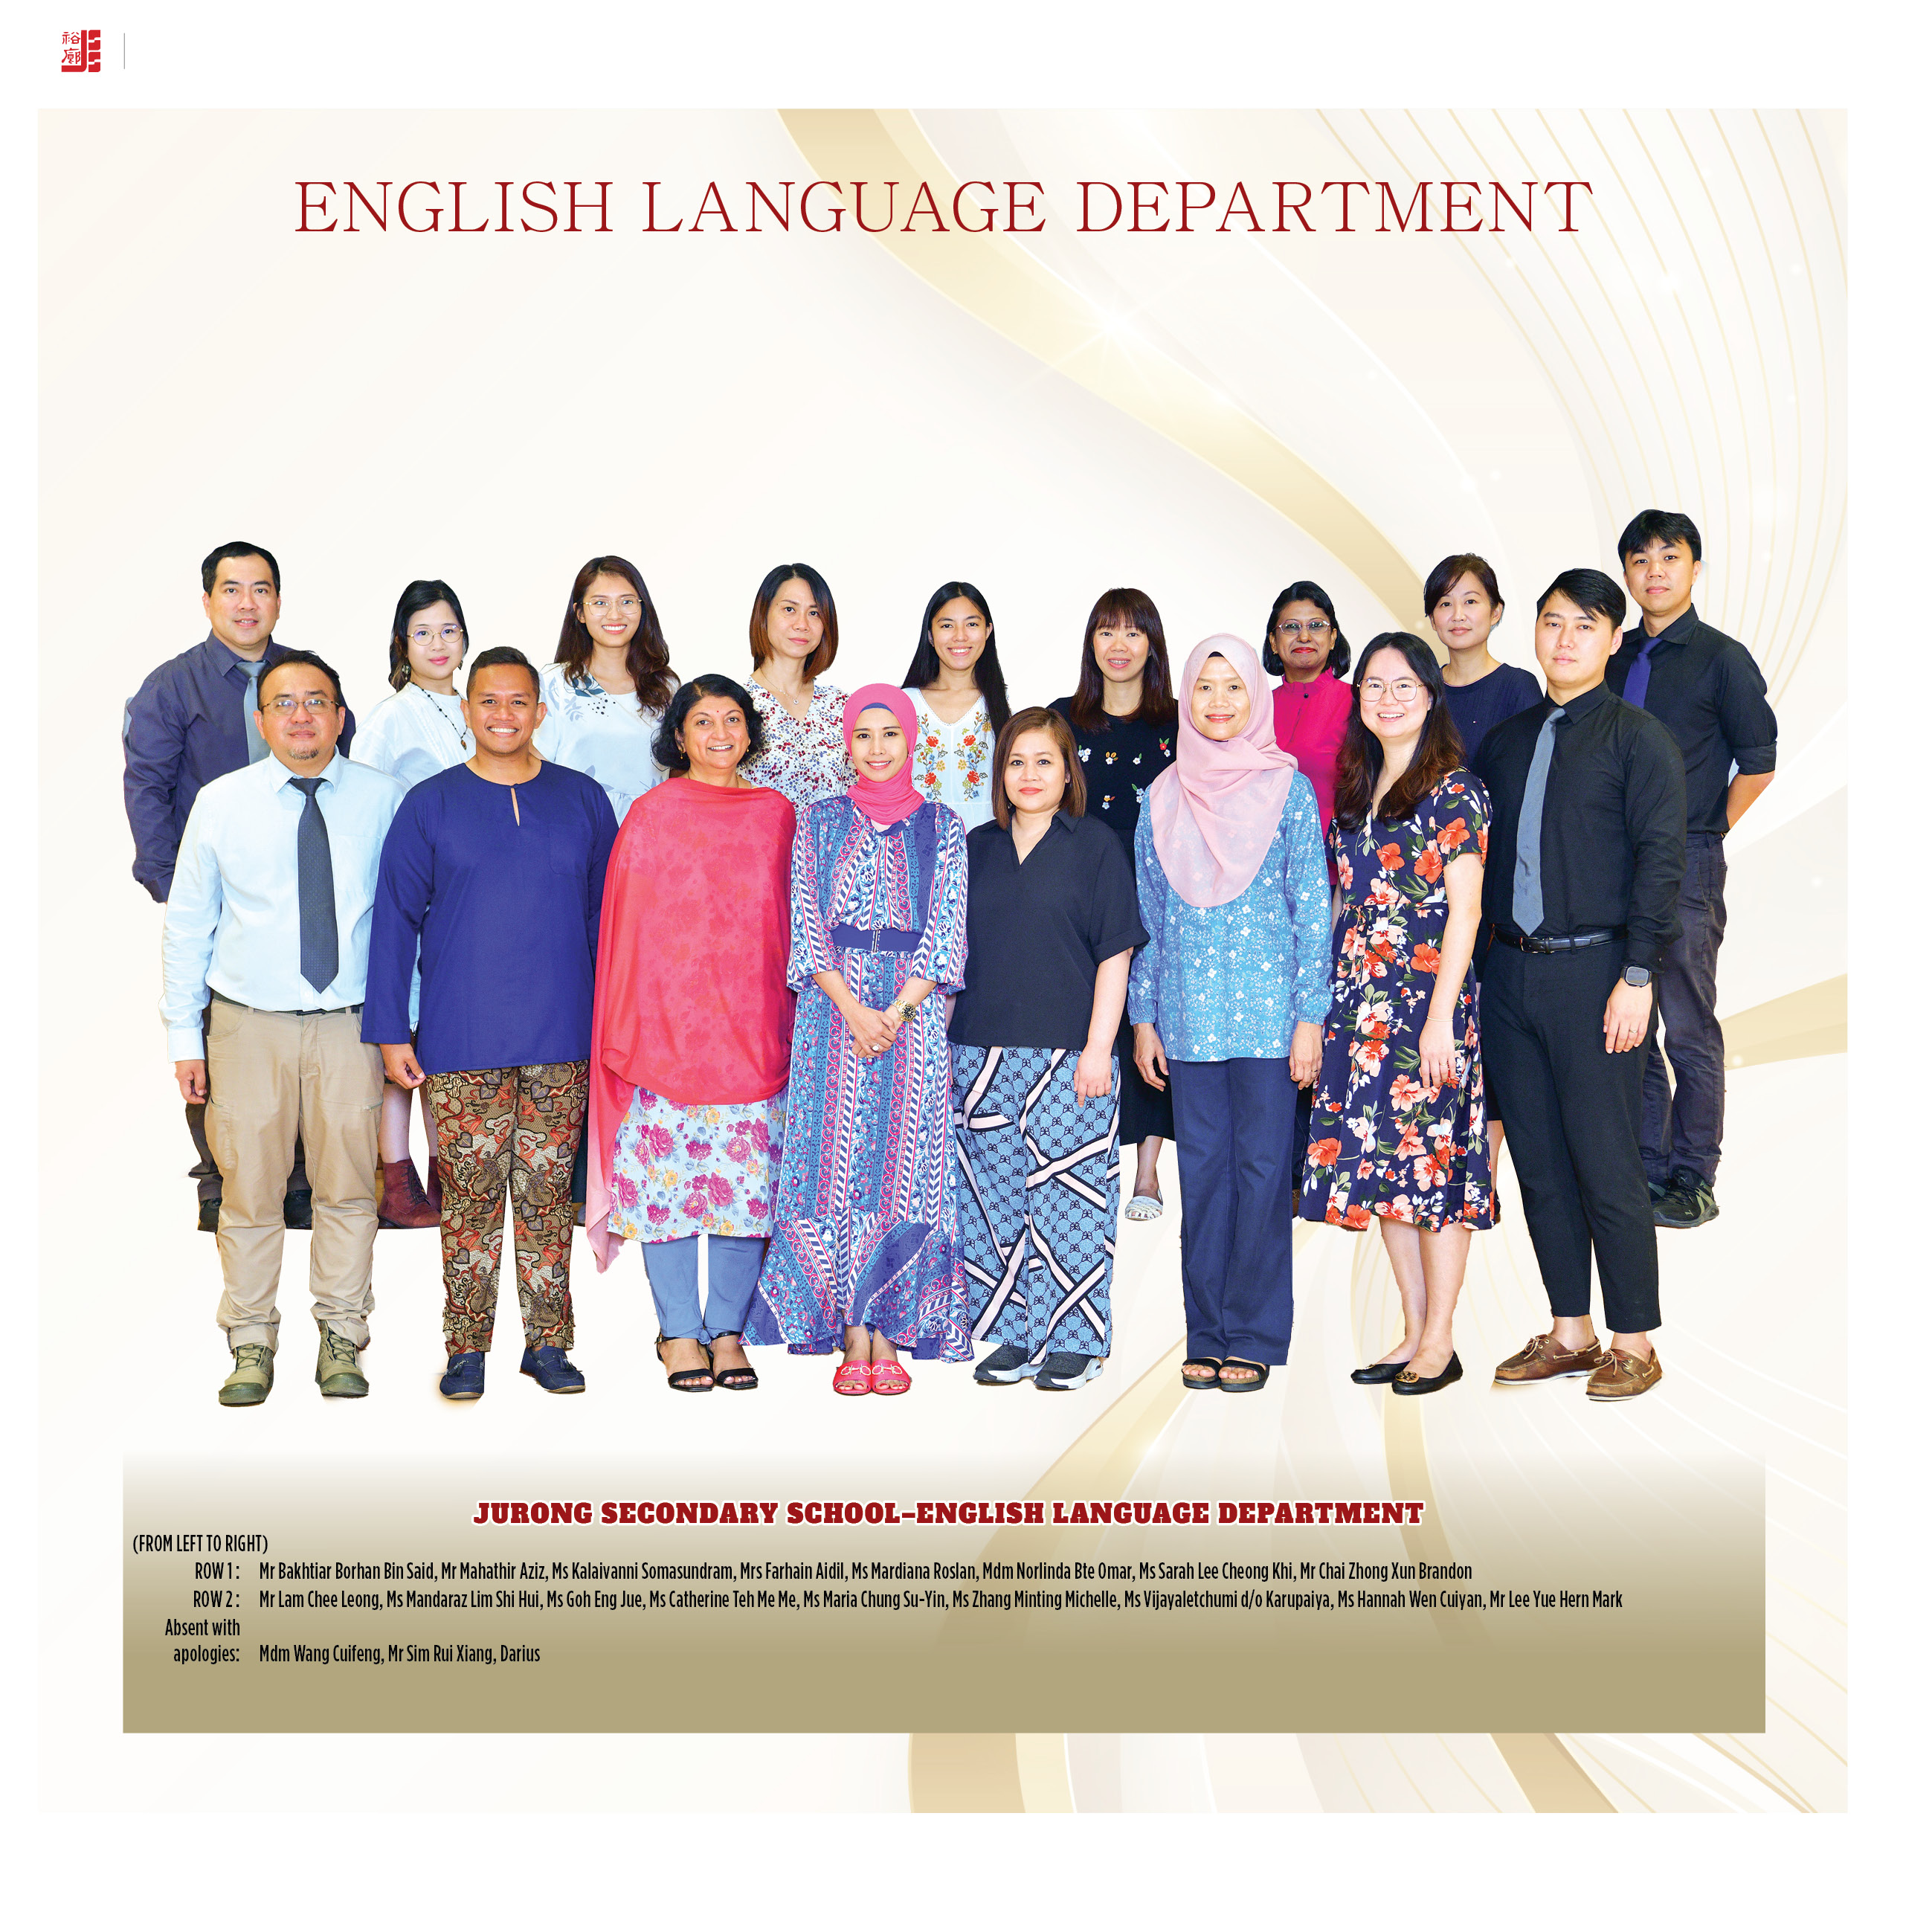 裕廊
ENGLISH LANGUAGE DEPARTMENT
JURONG SECONDARY SCHOOL–ENGLISH LANGUAGE DEPARTMENT
(FROM LEFT TO RIGHT)
ROW 1 : Mr Bakhtiar Borhan Bin Said, Mr Mahathir Aziz, Ms Kalaivanni Somasundram, Mrs Farhain Aidil, Ms Mardiana Roslan, Mdm Norlinda Bte Omar, Ms Sarah Lee Cheong Khi, Mr Chai Zhong Xun Brandon
ROW 2 : Mr Lam Chee Leong, Ms Mandaraz Lim Shi Hui, Ms Goh Eng Jue, Ms Catherine Teh Me Me, Ms Maria Chung Su-Yin, Ms Zhang Minting Michelle, Ms Vijayaletchumi d/o Karupaiya, Ms Hannah Wen Cuiyan, Mr Lee Yue Hern Mark
Absent with
apologies: Mdm Wang Cuifeng, Mr Sim Rui Xiang, Darius